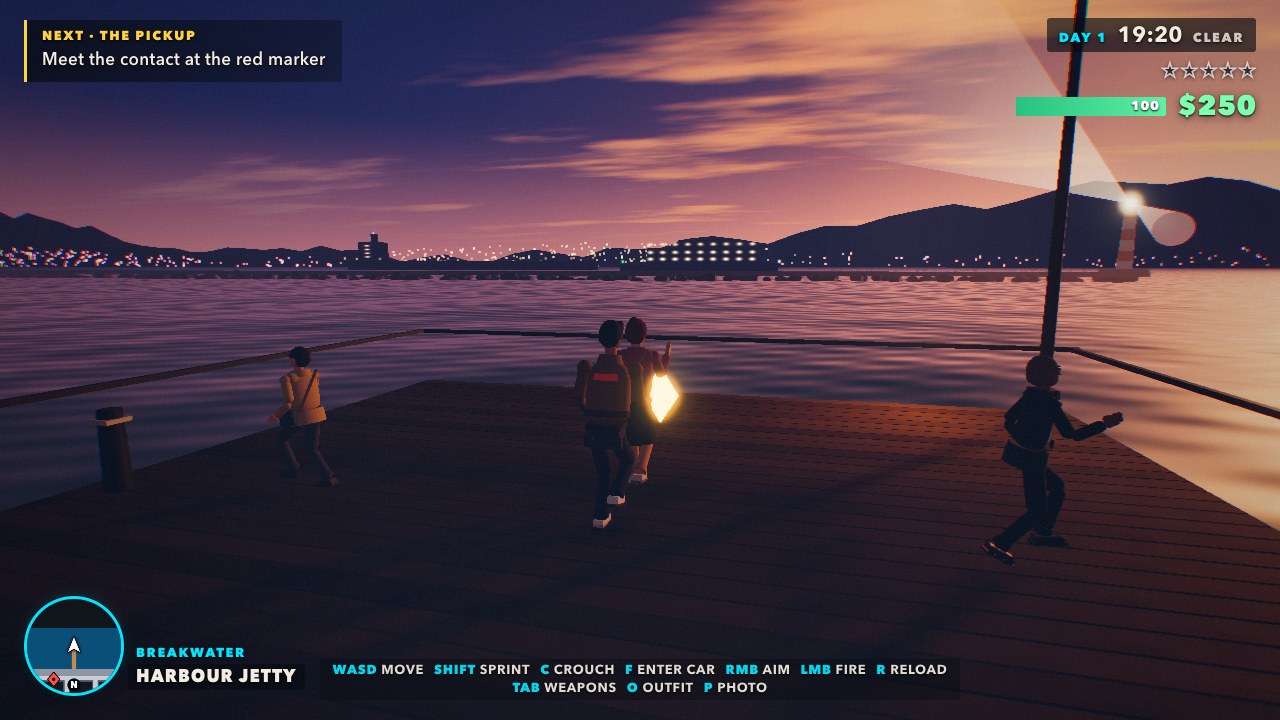 NEXT · THE PICKUP
Meet the contact at the red marker
DAY 1 19:20 CLEAR
100 $250
BREAKWATER
HARBOUR JETTY
N
WASD MOVE SHIFT SPRINT C CROUCH F ENTER CAR RMB AIM LMB FIRE R RELOAD
TAB WEAPONS O OUTFIT P PHOTO